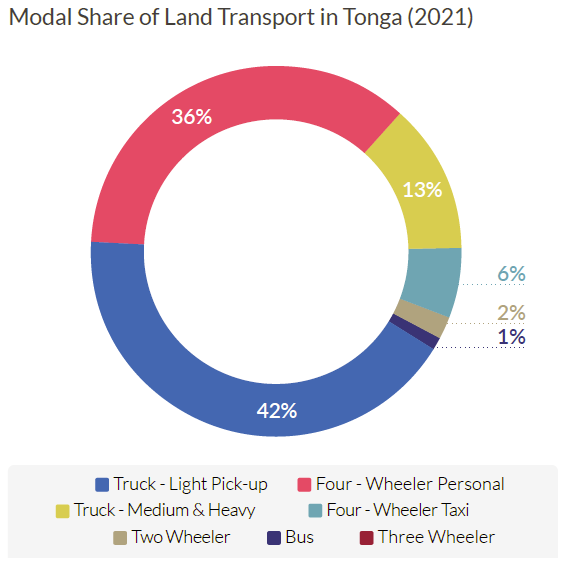 Modal Share of Land Transport in Tonga (2021)
36%
13%
6%
2%
1%
42%
Truck - Light Pick-up Four - Wheeler Personal
Truck - Medium & Heavy Four - Wheeler Taxi
Two Wheeler Bus Three Wheeler